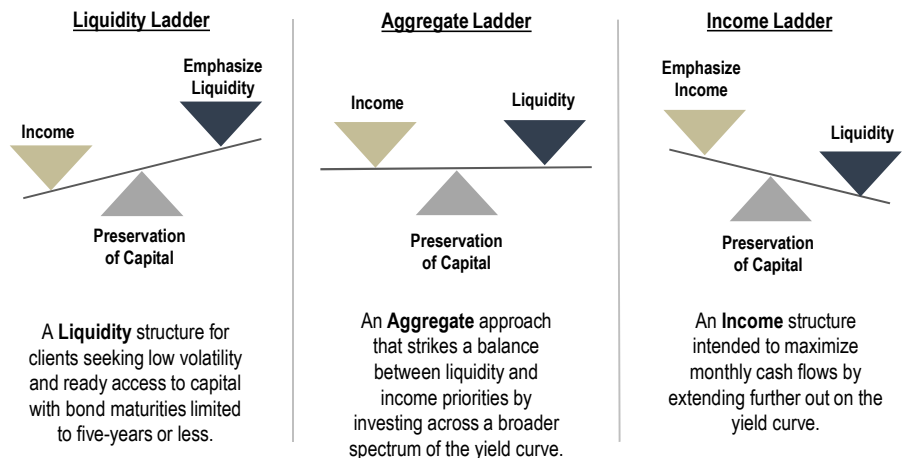 Liquidity Ladder
Emphasize
Liquidity
Income
Preservation
of Capital
A Liquidity structure for
clients seeking low volatility
and ready access to capital
with bond maturities limited
to five-years or less.
Aggregate Ladder
Income
Liquidity
Preservation
of Capital
An Aggregate approach
that strikes a balance
between liquidity and
income priorities by
investing across a broader
spectrum of the yield curve.
Income Ladder
Emphasize
Income
Liquidity
Preservation
of Capital
An Income structure
intended to maximize
monthly cash flows by
extending further out on the
yield curve.